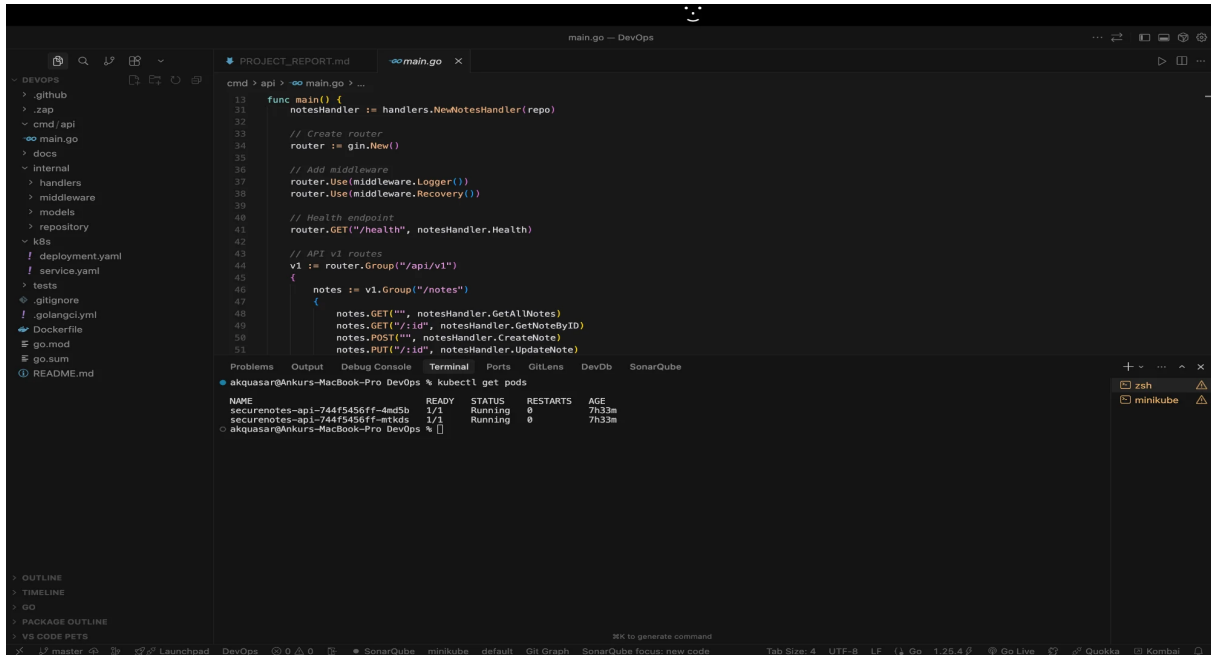 main.go — DevOps
DEVOPS
.github
.zap
cmd/api
main.go
docs
internal
handlers
middleware
models
repository
k8s
deployment.yaml
service.yaml
tests
.gitignore
.golangci.yml
Dockerfile
go.mod
go.sum
README.md
OUTLINE
TIMELINE
GO
PACKAGE OUTLINE
VS CODE PETS
PROJECT_REPORT.md main.go
cmd > api > main.go > ...
13 func main() {
31 notesHandler := handlers.NewNotesHandler(repo)
32
33 // Create router
34 router := gin.New()
35
36 // Add middleware
37 router.Use(middleware.Logger())
38 router.Use(middleware.Recovery())
39
40 // Health endpoint
41 router.GET("/health", notesHandler.Health)
42
43 // API v1 routes
44 v1 := router.Group("/api/v1")
45 {
46 notes := v1.Group("/notes")
47 {
48 notes.GET("", notesHandler.GetAllNotes)
49 notes.GET("/:id", notesHandler.GetNoteByID)
50 notes.POST("", notesHandler.CreateNote)
51 notes.PUT("/:id", notesHandler.UpdateNote)
Problems Output Debug Console Terminal Ports GitLens DevDb SonarQube
akquasar@Ankurs-MacBook-Pro DevOps % kubectl get pods
NAME READY STATUS RESTARTS AGE
securenotes-api-744f5456ff-4md5b 1/1 Running 0 7h33m
securenotes-api-744f5456ff-mtkds 1/1 Running 0 7h33m
akquasar@Ankurs-MacBook-Pro DevOps %
zsh
minikube
⌘K to generate command
master Launchpad DevOps 0 0 SonarQube minikube default Git Graph SonarQube focus: new code Tab Size: 4 UTF-8 LF Go 1.25.4 Go Live Quokka Kombai